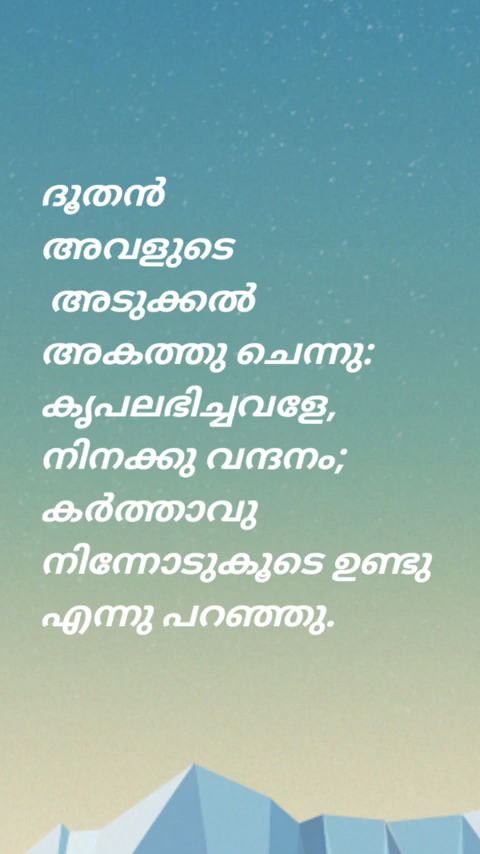 ദൂതൻ
അവളുടെ
അടുക്കൽ
അകത്തു ചെന്നു:
കൃപലഭിച്ചവളേ,
നിനക്കു വന്ദനം;
കർത്താവു
നിന്നോടുകൂടെ ഉണ്ടു
എന്നു പറഞ്ഞു.